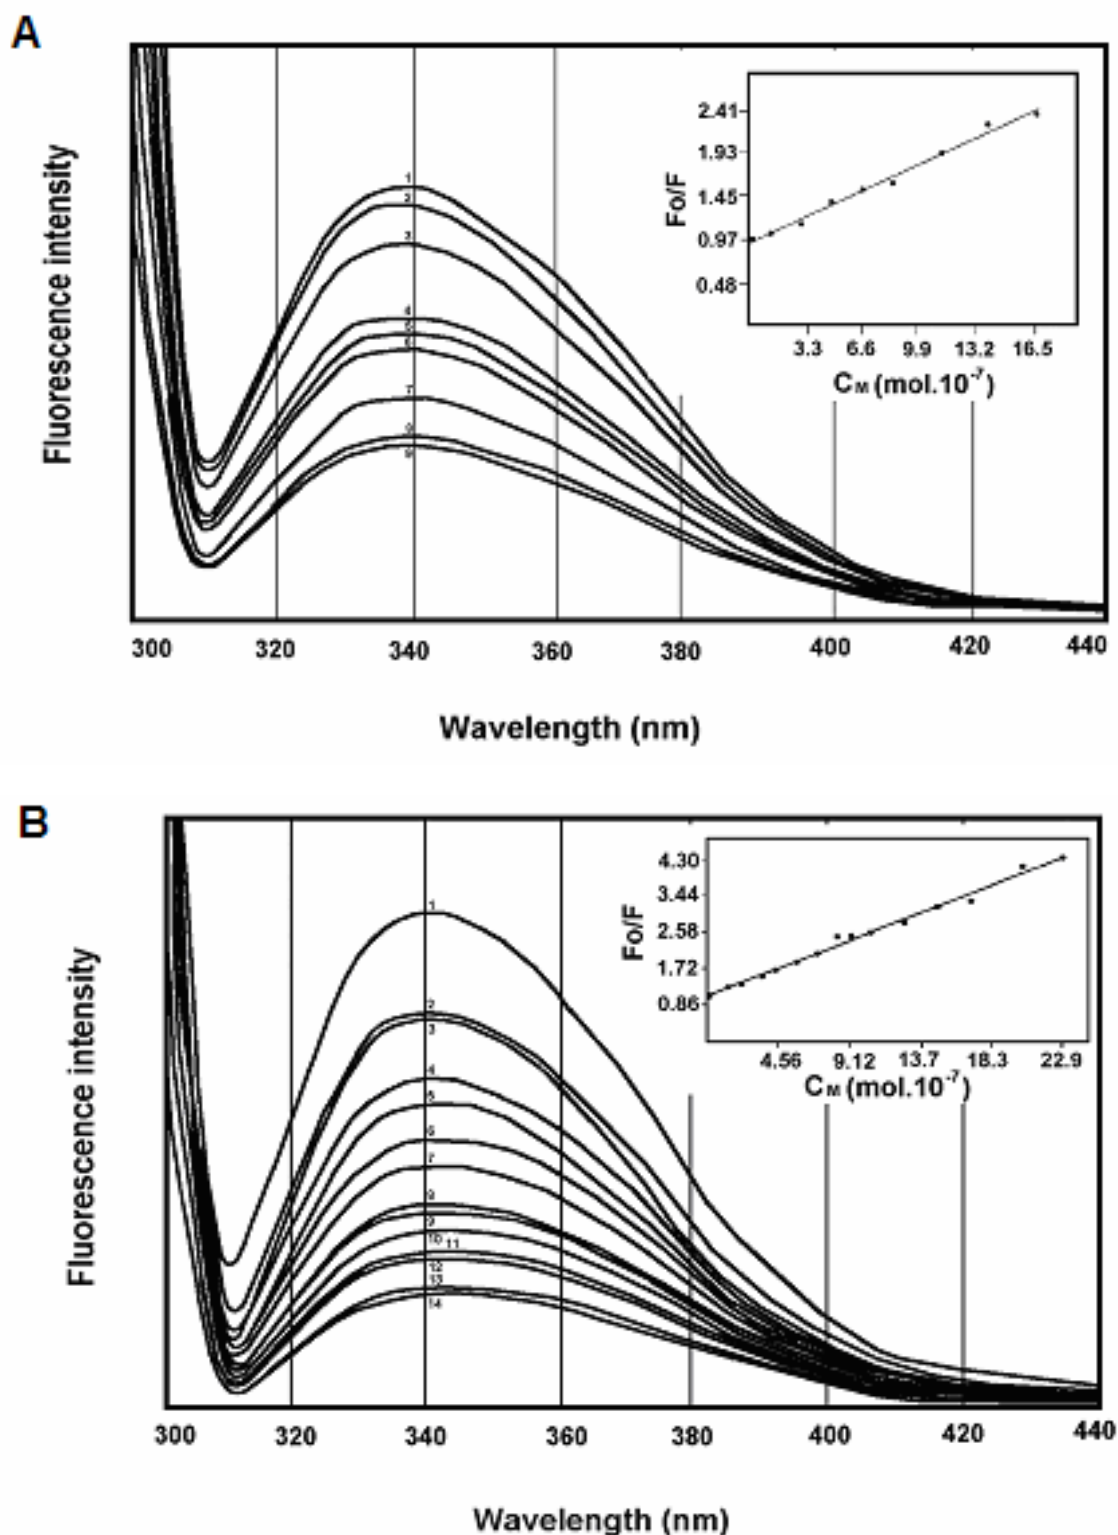 A
Fluorescence intensity
1
2
3
4
5
6
7
8
9
300 320 340 360 380 400 420 440
Wavelength (nm)
Fo/F
2.41
1.93
1.45
0.97
0.48
3.3 6.6 9.9 13.2 16.5
CM (mol.10-7)
B
Fluorescence intensity
1
2
3
4
5
6
7
8
9
10 11
12
13
14
300 320 340 360 380 400 420 440
Wavelength (nm)
Fo/F
4.30
3.44
2.58
1.72
0.86
4.56 9.12 13.7 18.3 22.9
CM (mol.10-7)